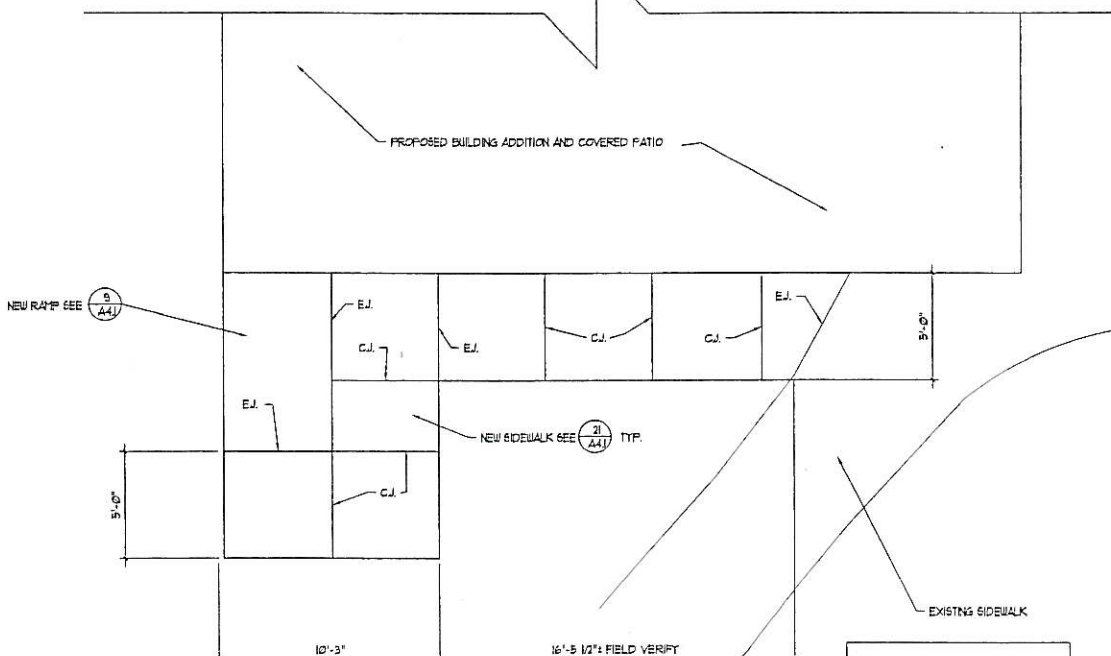 PROPOSED BUILDING ADDITION AND COVERED PATIO
NEW RAMP SEE 9 A4.1
E.J.
E.J.
5'-0"
C.J.
C.J.
C.J.
E.J.
E.J.
NEW SIDEWALK SEE 21 A4.1 TYP.
5'-0"
C.J.
EXISTING SIDEWALK
10'-3"
16'-5 1/2"± FIELD VERIFY